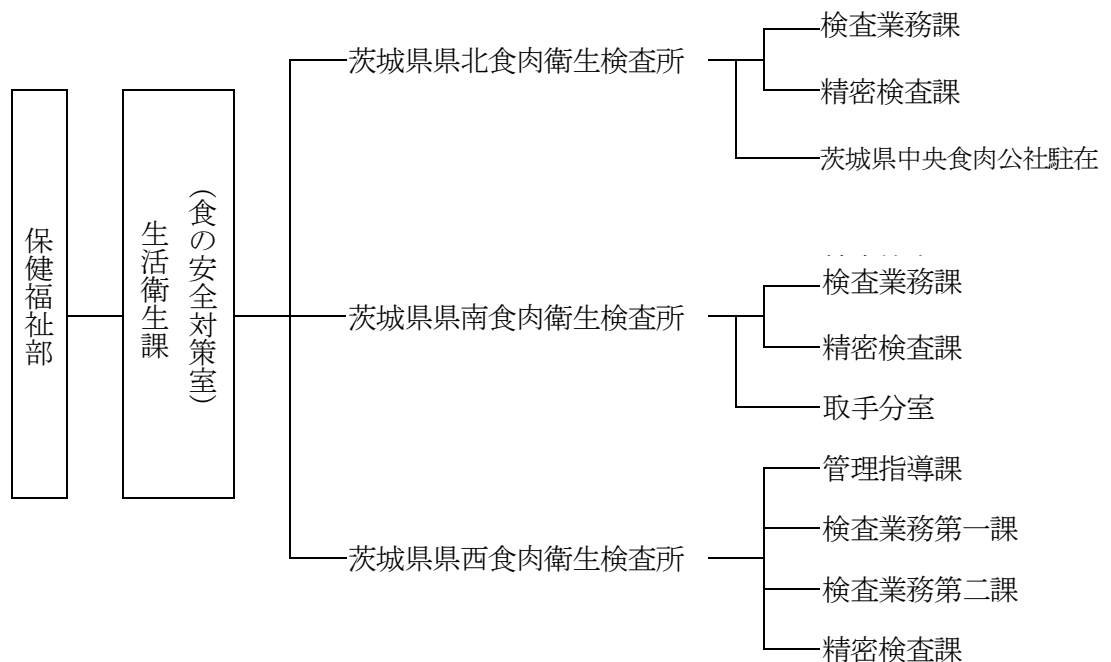 保健福祉部
生活衛生課
（食の安全対策室）
茨城県県北食肉衛生検査所
検査業務課
精密検査課
茨城県中央食肉公社駐在
茨城県県南食肉衛生検査所
検査業務課
精密検査課
取手分室
茨城県県西食肉衛生検査所
管理指導課
検査業務第一課
検査業務第二課
精密検査課